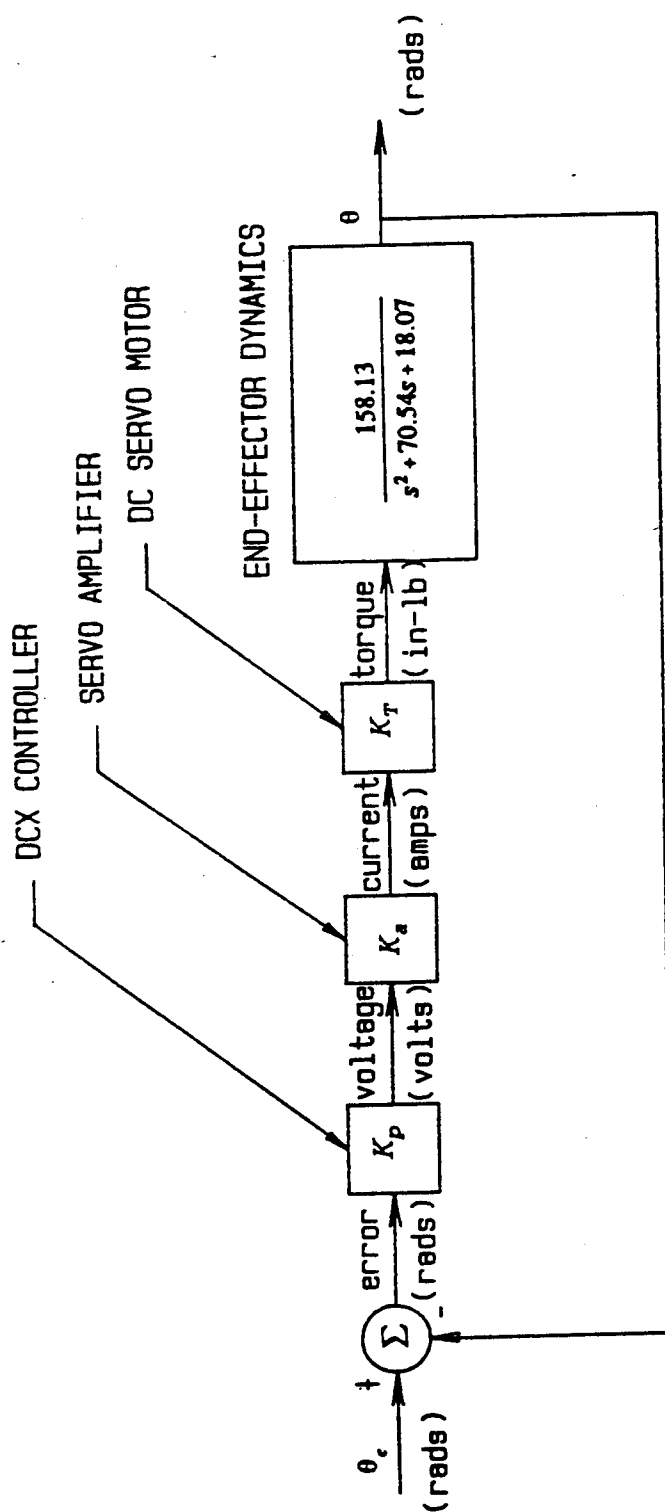 DCX CONTROLLER
SERVO AMPLIFIER
DC SERVO MOTOR
END-EFFECTOR DYNAMICS
θc
(rads)
+
Σ
-
error
(rads)
Kp
voltage
(volts)
Ka
current
(amps)
KT
torque
(in-lb)
158.13
s²+70.54s+18.07
θ
(rads)